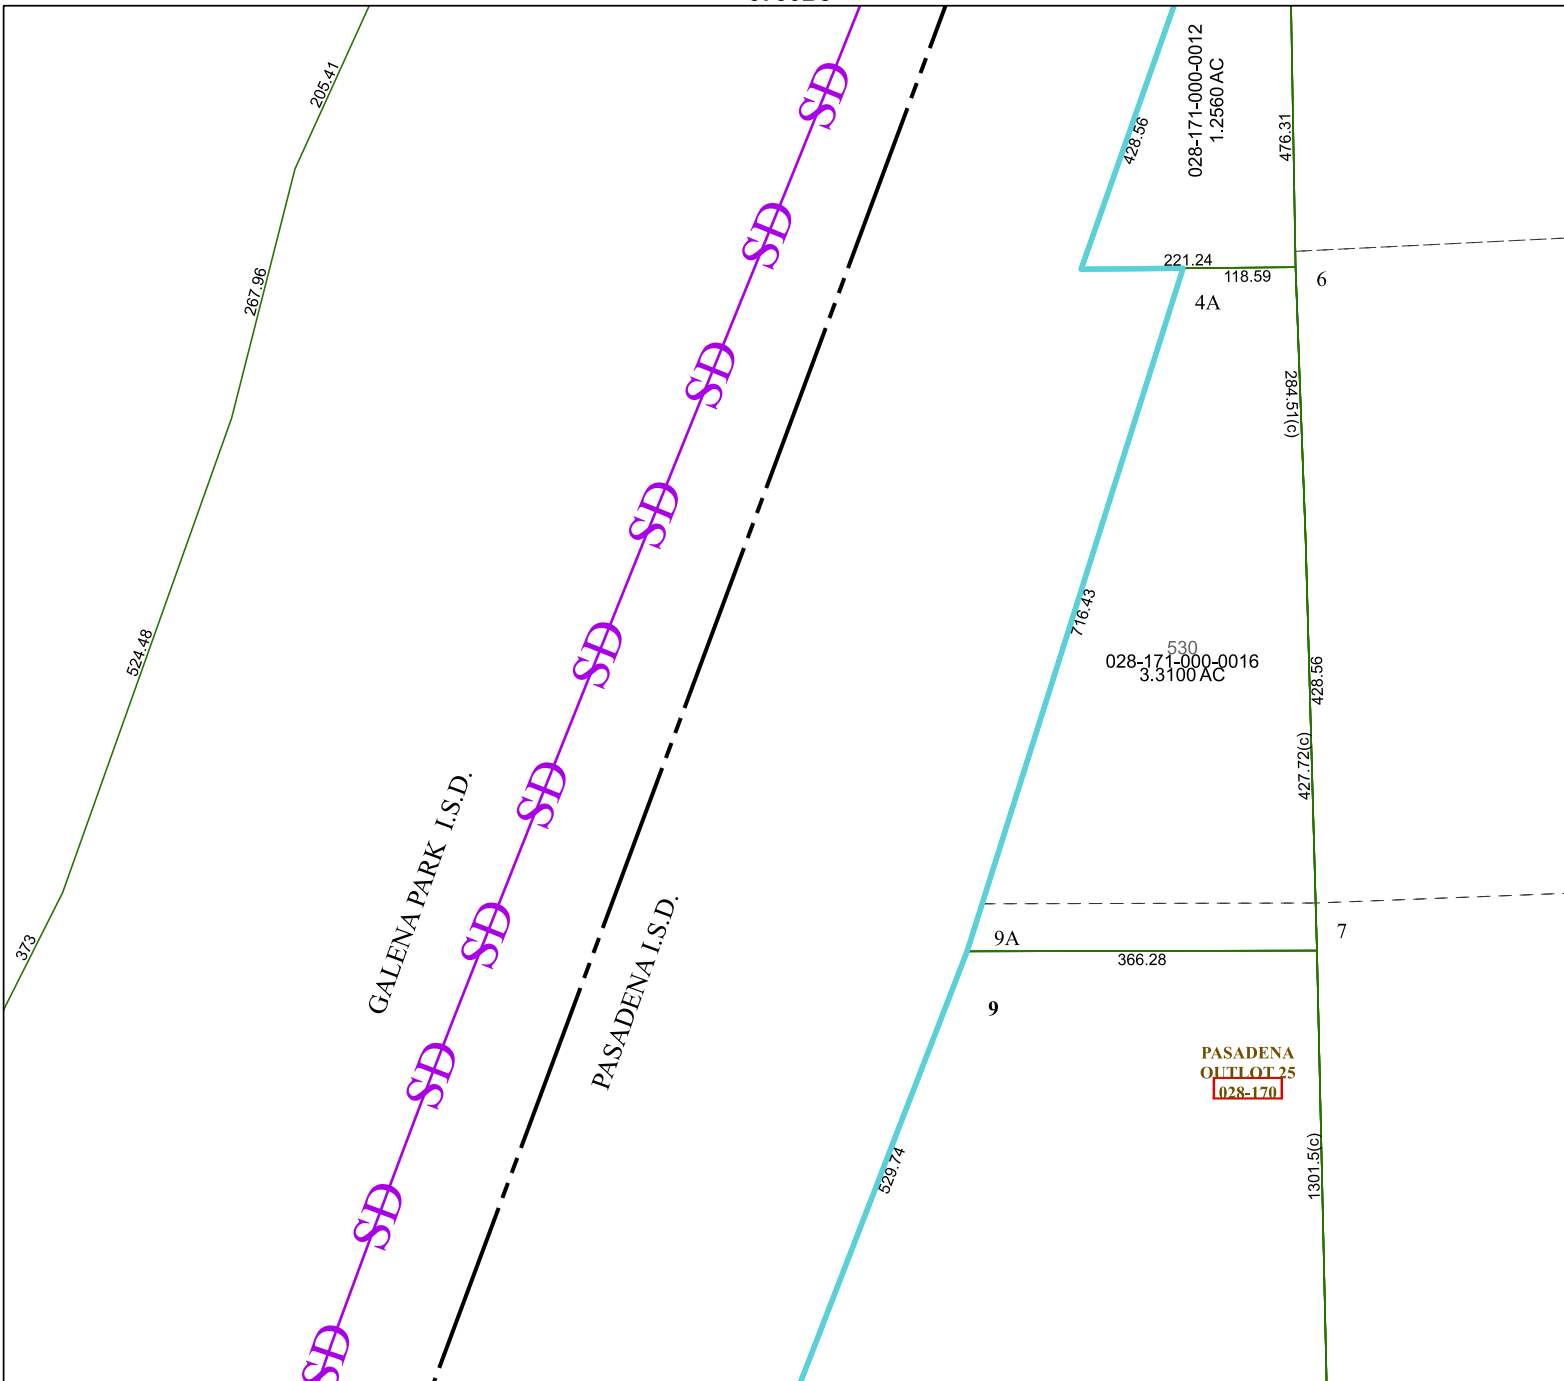 205.41
SD
428.56
028-171-000-0012
1.2560 AC
476.31
SD
267.96
221.24
118.59
6
4A
SD
284.51(c)
SD
716.43
524.48
SD
530
028-171-000-0016
3.3100 AC
428.56
427.72(c)
SD
GALENA PARK I.S.D.
PASADENA I.S.D.
373
SD
9A
7
366.28
9
SD
PASADENA
OUTLOT 25
028-170
529.74
1301.5(c)
SD
SD